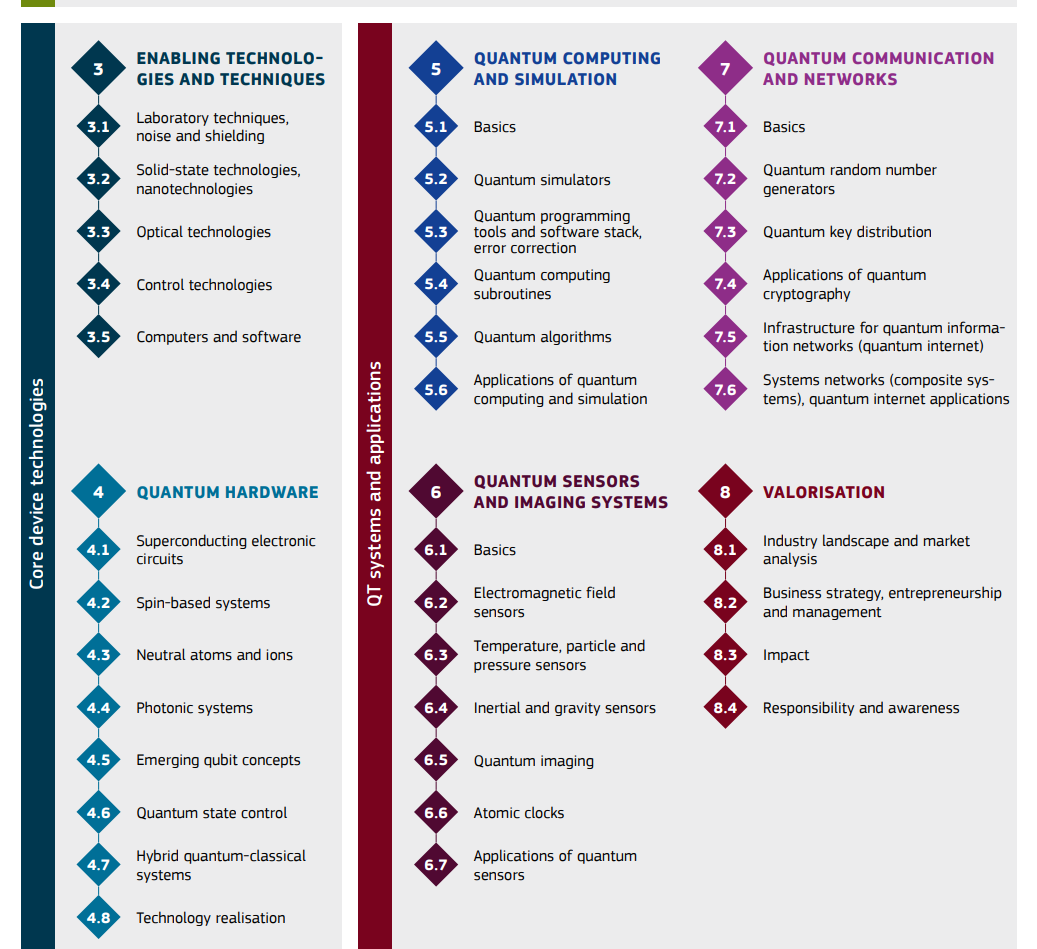 Core device technologies
3
ENABLING TECHNOLO-
GIES AND TECHNIQUES
3.1
Laboratory techniques,
noise and shielding
3.2
Solid-state technologies,
nanotechnologies
3.3
Optical technologies
3.4
Control technologies
3.5
Computers and software
4
QUANTUM HARDWARE
4.1
Superconducting electronic
circuits
4.2
Spin-based systems
4.3
Neutral atoms and ions
4.4
Photonic systems
4.5
Emerging qubit concepts
4.6
Quantum state control
4.7
Hybrid quantum-classical
systems
4.8
Technology realisation
QT systems and applications
5
QUANTUM COMPUTING
AND SIMULATION
5.1
Basics
5.2
Quantum simulators
5.3
Quantum programming
tools and software stack,
error correction
5.4
Quantum computing
subroutines
5.5
Quantum algorithms
5.6
Applications of quantum
computing and simulation
6
QUANTUM SENSORS
AND IMAGING SYSTEMS
6.1
Basics
6.2
Electromagnetic field
sensors
6.3
Temperature, particle and
pressure sensors
6.4
Inertial and gravity sensors
6.5
Quantum imaging
6.6
Atomic clocks
6.7
Applications of quantum
sensors
7
QUANTUM COMMUNICATION
AND NETWORKS
7.1
Basics
7.2
Quantum random number
generators
7.3
Quantum key distribution
7.4
Applications of quantum
cryptography
7.5
Infrastructure for quantum informa-
tion networks (quantum internet)
7.6
Systems networks (composite sys-
tems), quantum internet applications
8
VALORISATION
8.1
Industry landscape and market
analysis
8.2
Business strategy, entrepreneurship
and management
8.3
Impact
8.4
Responsibility and awareness